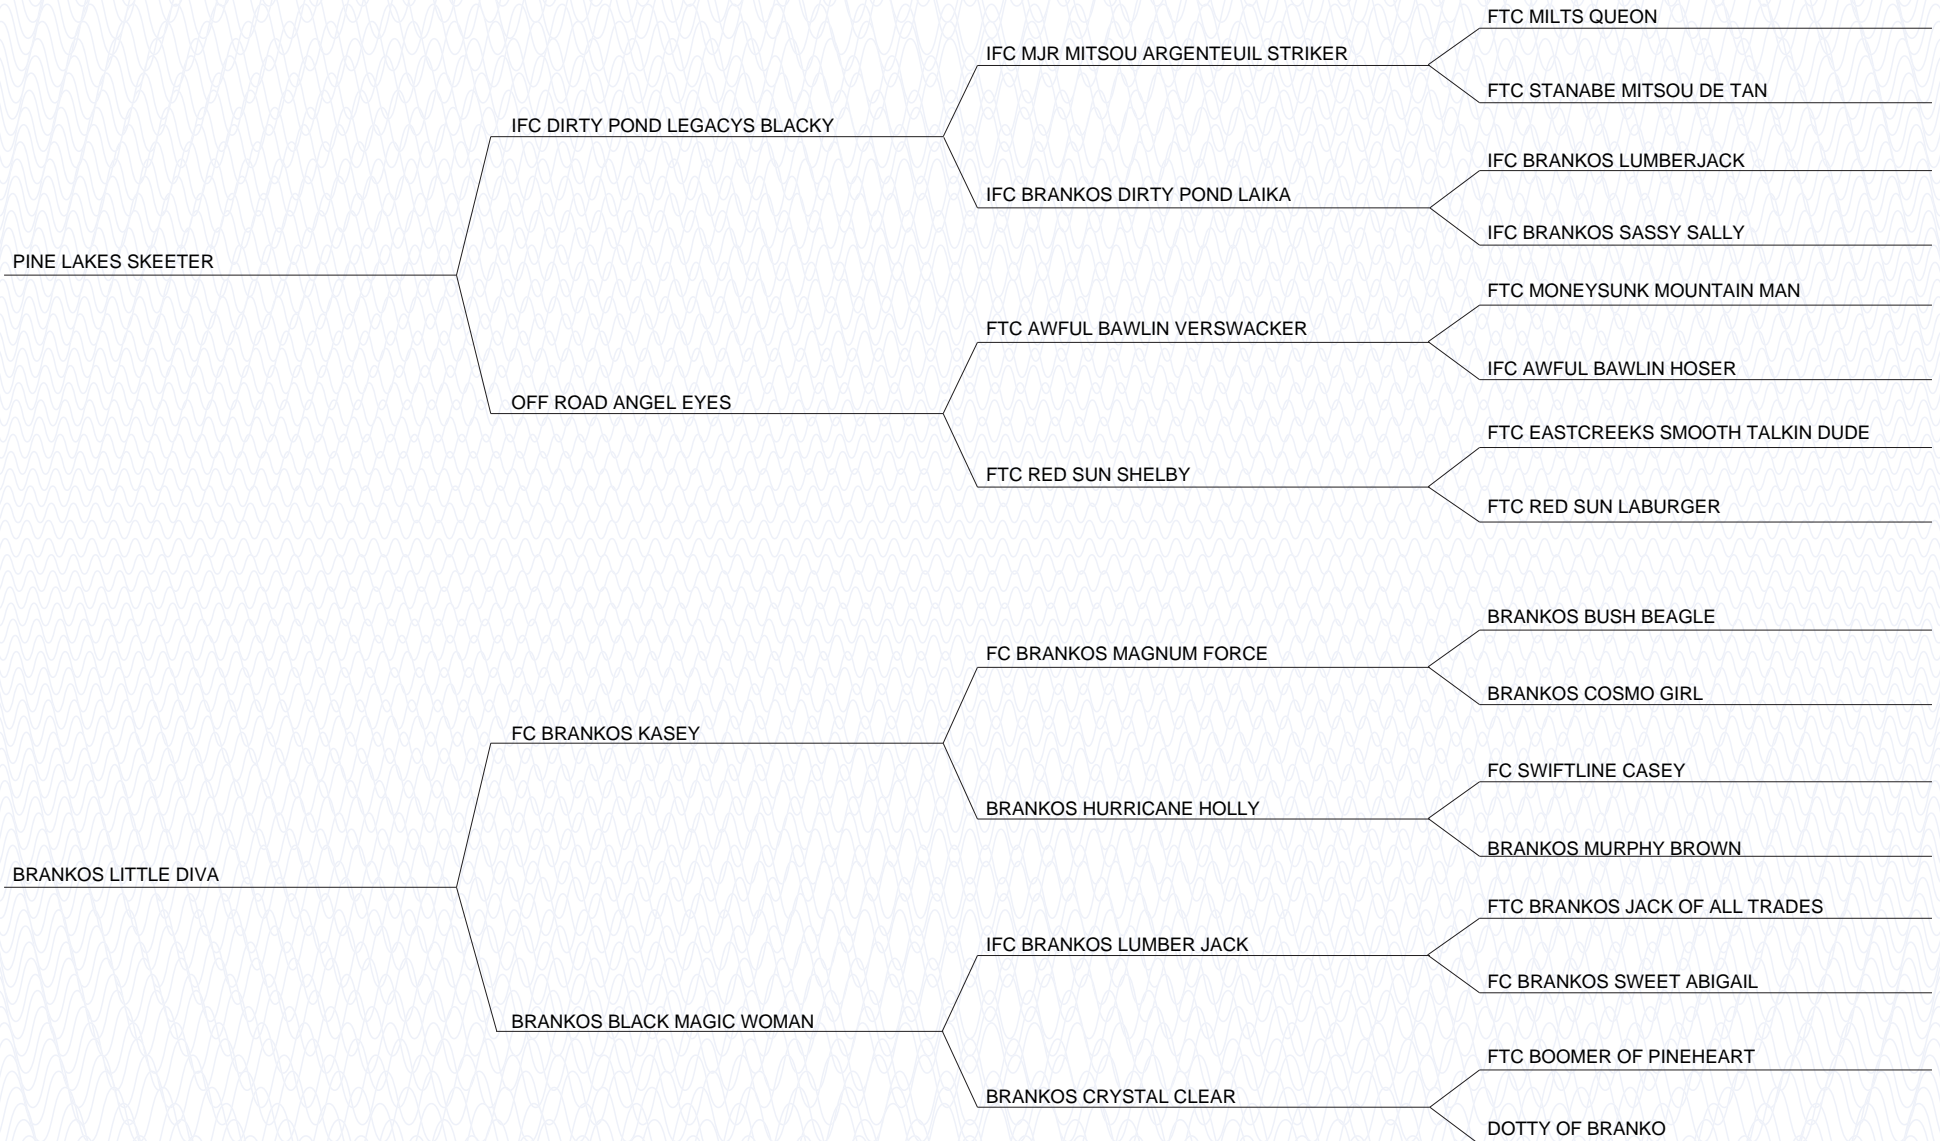 FTC MILTS QUEON
IFC MJR MITSOU ARGENTEUIL STRIKER
FTC STANABE MITSOU DE TAN
IFC DIRTY POND LEGACYS BLACKY
IFC BRANKOS LUMBERJACK
IFC BRANKOS DIRTY POND LAIKA
IFC BRANKOS SASSY SALLY
PINE LAKES SKEETER
FTC MONEYSUNK MOUNTAIN MAN
FTC AWFUL BAWLIN VERSWACKER
IFC AWFUL BAWLIN HOSER
OFF ROAD ANGEL EYES
FTC EASTCREEKS SMOOTH TALKIN DUDE
FTC RED SUN SHELBY
FTC RED SUN LABURGER
BRANKOS BUSH BEAGLE
FC BRANKOS MAGNUM FORCE
BRANKOS COSMO GIRL
FC BRANKOS KASEY
FC SWIFTLINE CASEY
BRANKOS HURRICANE HOLLY
BRANKOS MURPHY BROWN
BRANKOS LITTLE DIVA
FTC BRANKOS JACK OF ALL TRADES
IFC BRANKOS LUMBER JACK
FC BRANKOS SWEET ABIGAIL
BRANKOS BLACK MAGIC WOMAN
FTC BOOMER OF PINEHEART
BRANKOS CRYSTAL CLEAR
DOTTY OF BRANKO